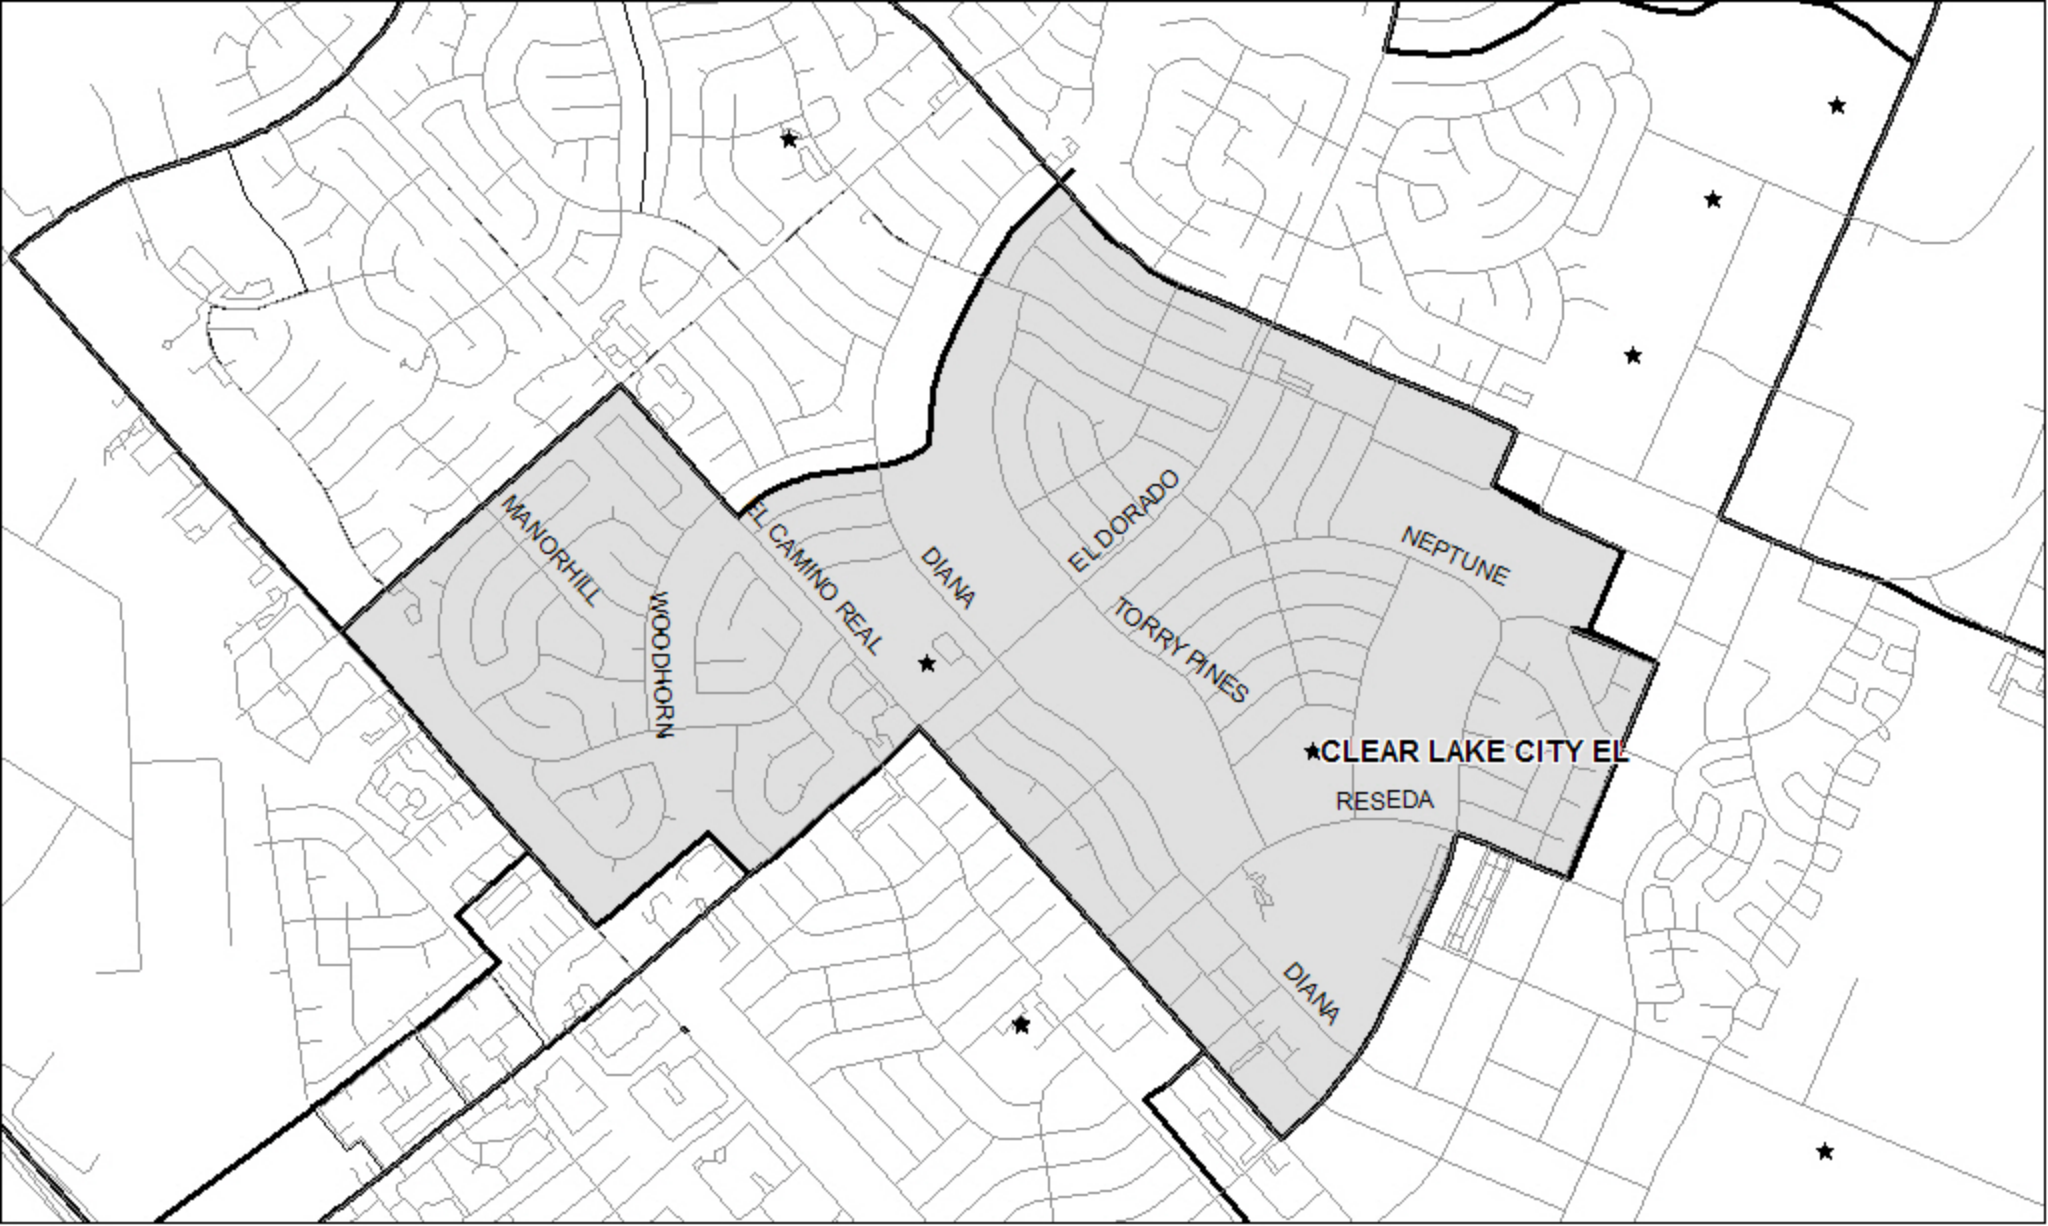 MANORHILL
WOODHORN
EL CAMINO REAL
DIANA
EL DORADO
NEPTUNE
TORRY PINES
CLEAR LAKE CITY EL
RESEDA
DIANA